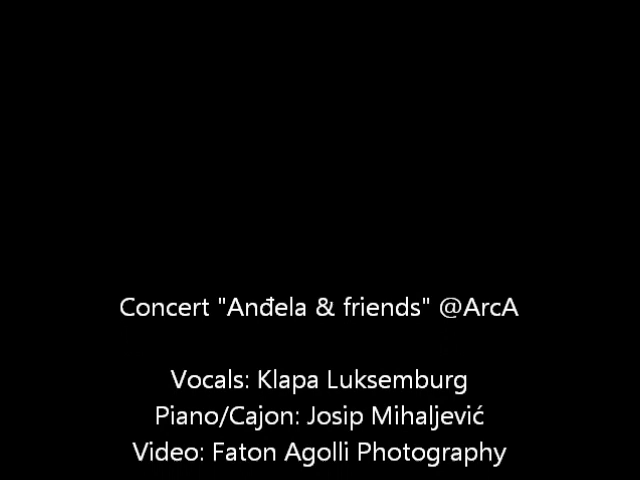 Concert "Anđela & friends" @ArcA
Vocals: Klapa Luksemburg
Piano/Cajon: Josip Mihaljević
Video: Faton Agolli Photography